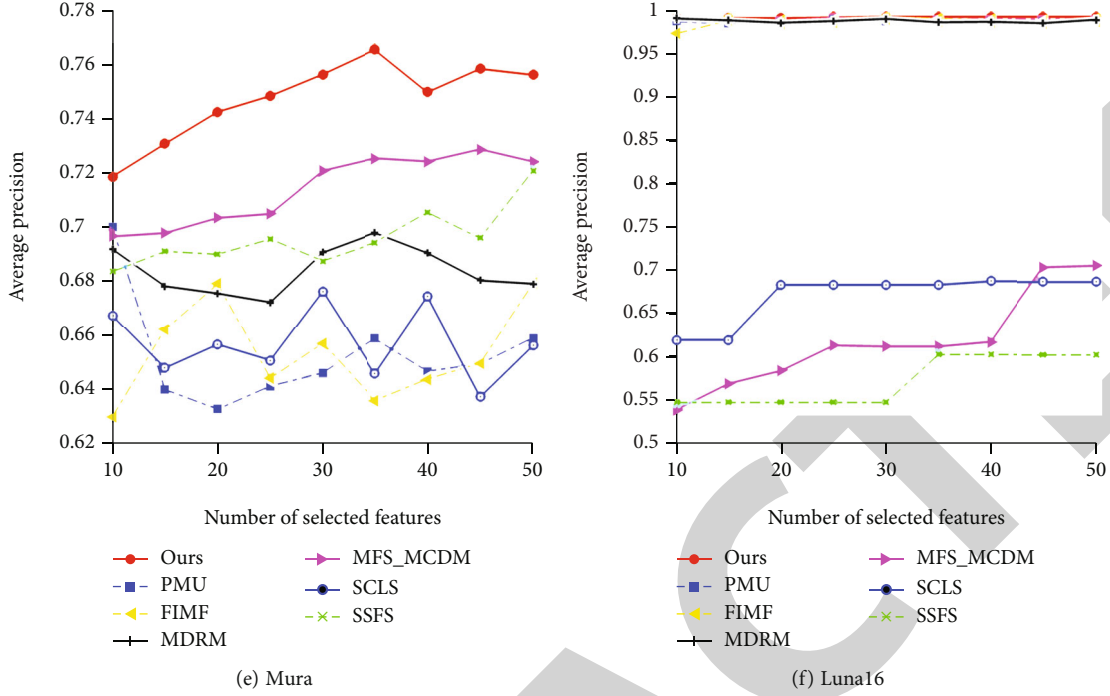 0.78
0.76
0.74
0.72
0.7
0.68
0.66
0.64
0.62
Average precision
10
20
30
40
50
Number of selected features
Ours
PMU
FIMF
MDRM
MFS_MCDM
SCLS
SSFS
(e) Mura
1
0.95
0.9
0.85
0.8
0.75
0.7
0.65
0.6
0.55
0.5
Average precision
10
20
30
40
50
Number of selected features
Ours
PMU
FIMF
MDRM
MFS_MCDM
SCLS
SSFS
(f) Luna16